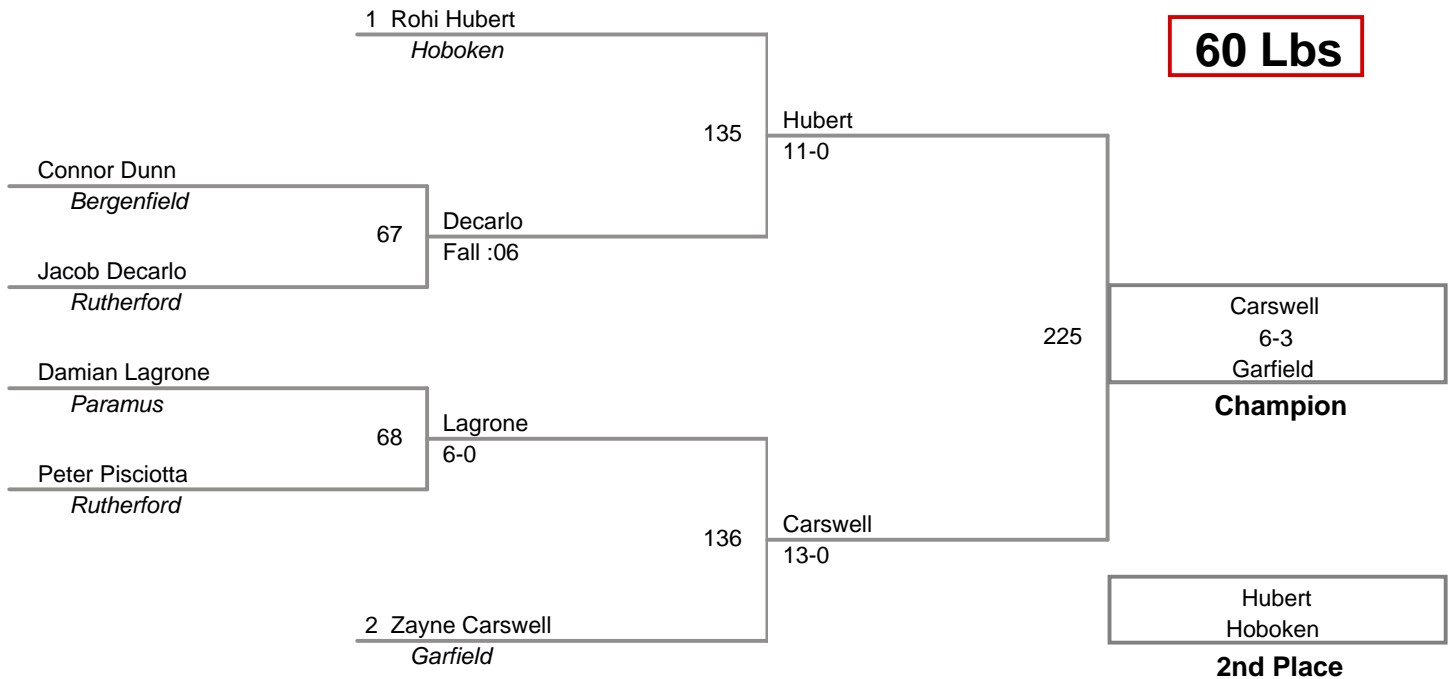 1 Rohi Hubert
Hoboken
60 Lbs
135
Hubert
11-0
Connor Dunn
Bergenfield
67
Decarlo
Fall :06
Jacob Decarlo
Rutherford
225
Carswell
6-3
Garfield
Champion
Damian Lagrone
Paramus
68
Lagrone
6-0
Peter Pisciotta
Rutherford
136
Carswell
13-0
2 Zayne Carswell
Garfield
Hubert
Hoboken
2nd Place